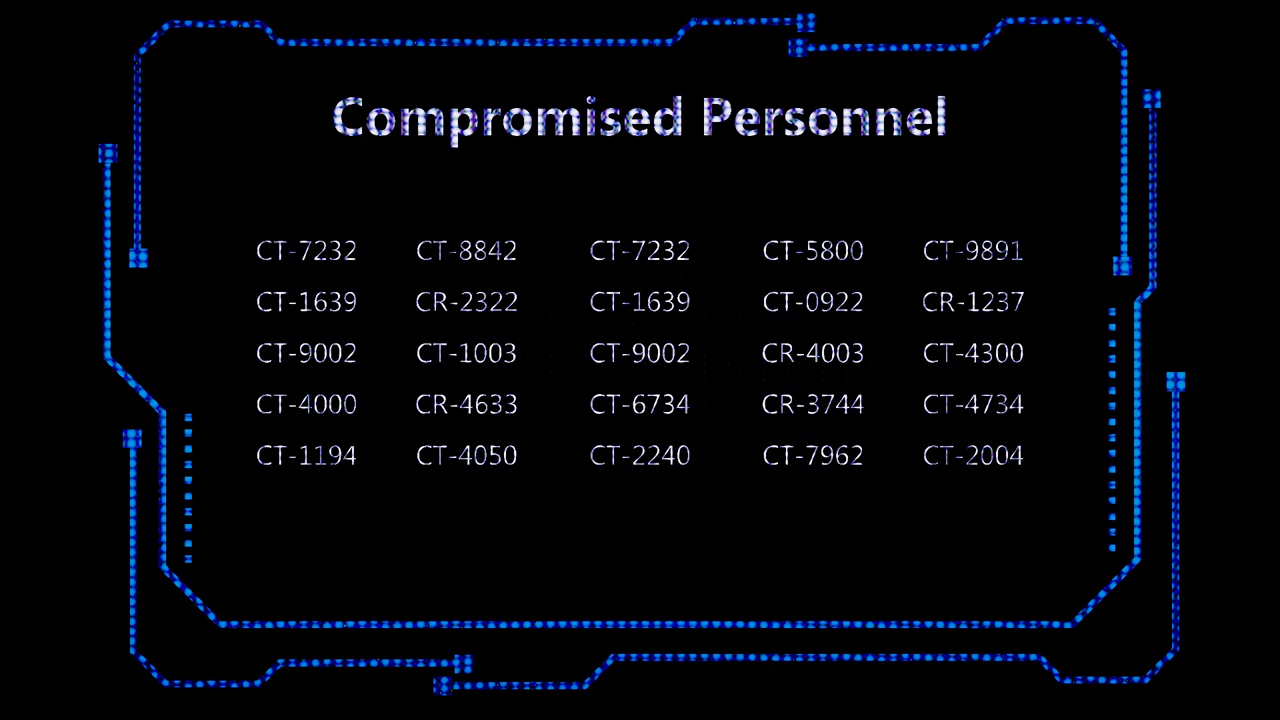 Compromised Personnel
CT-7232 CT-8842 CT-7232 CT-5800 CT-9891
CT-1639 CR-2322 CT-1639 CT-0922 CR-1237
CT-9002 CT-1003 CT-9002 CR-4003 CT-4300
CT-4000 CR-4633 CT-6734 CR-3744 CT-4734
CT-1194 CT-4050 CT-2240 CT-7962 CT-2004